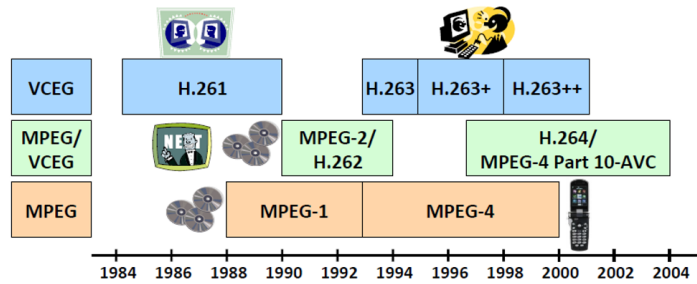 VCEG
H.261
H.263
H.263+
H.263++
MPEG/
VCEG
NEXT
MPEG-2/
H.262
H.264/
MPEG-4 Part 10-AVC
MPEG
MPEG-1
MPEG-4
1984 1986 1988 1990 1992 1994 1996 1998 2000 2002 2004